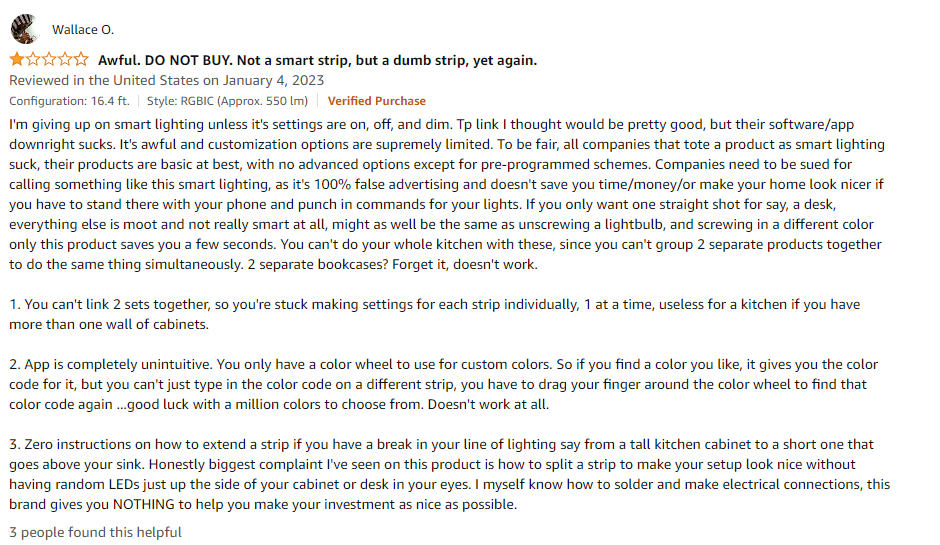 Wallace O.
Awful. DO NOT BUY. Not a smart strip, but a dumb strip, yet again.
Reviewed in the United States on January 4, 2023
Configuration: 16.4 ft. | Style: RGBIC (Approx. 550 lm) | Verified Purchase
I'm giving up on smart lighting unless it's settings are on, off, and dim. Tp link I thought would be pretty good, but their software/app
downright sucks. It's awful and customization options are supremely limited. To be fair, all companies that tote a product as smart lighting
suck, their products are basic at best, with no advanced options except for pre-programmed schemes. Companies need to be sued for
calling something like this smart lighting, as it's 100% false advertising and doesn't save you time/money/or make your home look nicer if
you have to stand there with your phone and punch in commands for your lights. If you only want one straight shot for say, a desk,
everything else is moot and not really smart at all, might as well be the same as unscrewing a lightbulb, and screwing in a different color
only this product saves you a few seconds. You can't do your whole kitchen with these, since you can't group 2 separate products together
to do the same thing simultaneously. 2 separate bookcases? Forget it, doesn't work.
1. You can't link 2 sets together, so you're stuck making settings for each strip individually, 1 at a time, useless for a kitchen if you have
more than one wall of cabinets.
2. App is completely unintuitive. You only have a color wheel to use for custom colors. So if you find a color you like, it gives you the color
code for it, but you can't just type in the color code on a different strip, you have to drag your finger around the color wheel to find that
color code again ...good luck with a million colors to choose from. Doesn't work at all.
3. Zero instructions on how to extend a strip if you have a break in your line of lighting say from a tall kitchen cabinet to a short one that
goes above your sink. Honestly biggest complaint I've seen on this product is how to split a strip to make your setup look nice without
having random LEDs just up the side of your cabinet or desk in your eyes. I myself know how to solder and make electrical connections, this
brand gives you NOTHING to help you make your investment as nice as possible.
3 people found this helpful